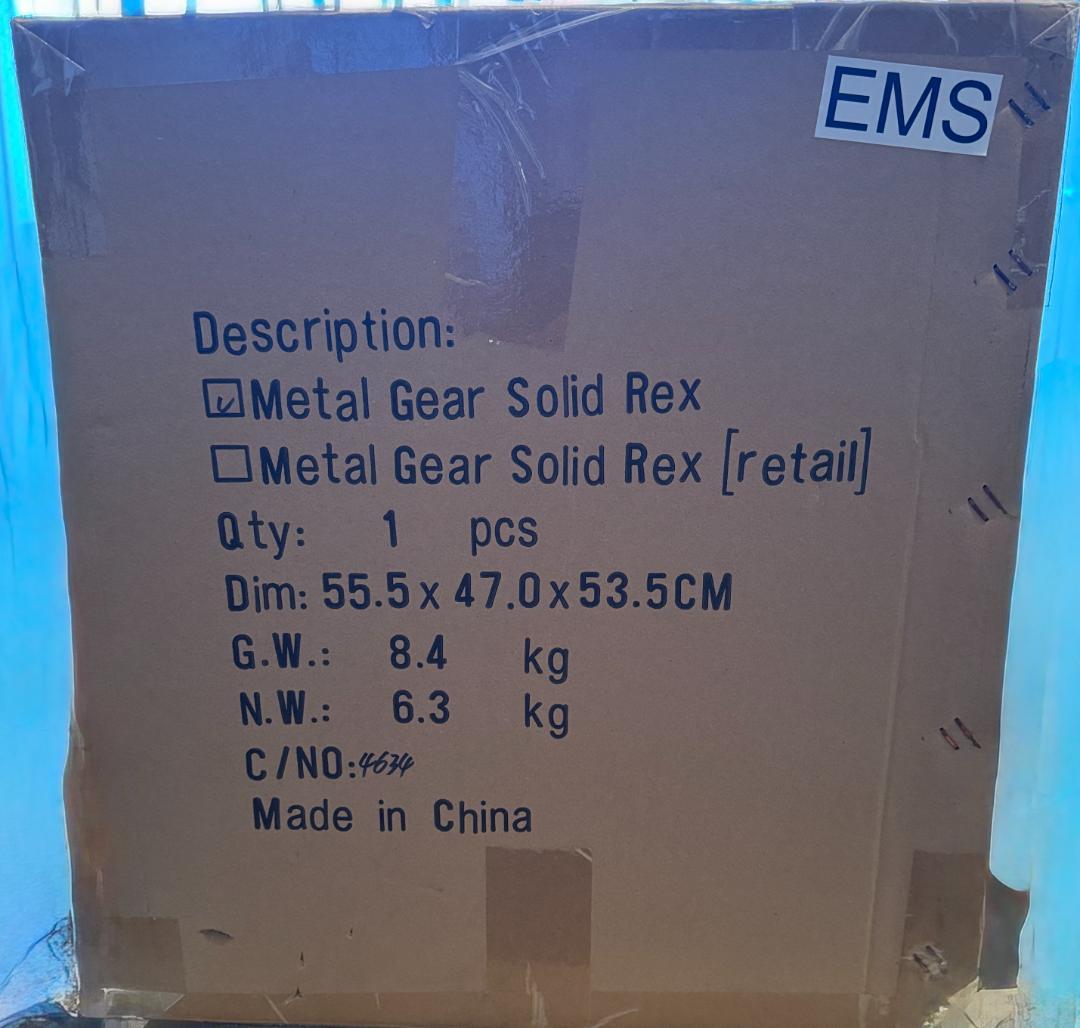 EMS
Description:
☑Metal Gear Solid Rex
☐Metal Gear Solid Rex [retail]
Qty: 1 pcs
Dim: 55.5 x 47.0 x 53.5CM
G.W.: 8.4 kg
N.W.: 6.3 kg
C/NO: 4634
Made in China